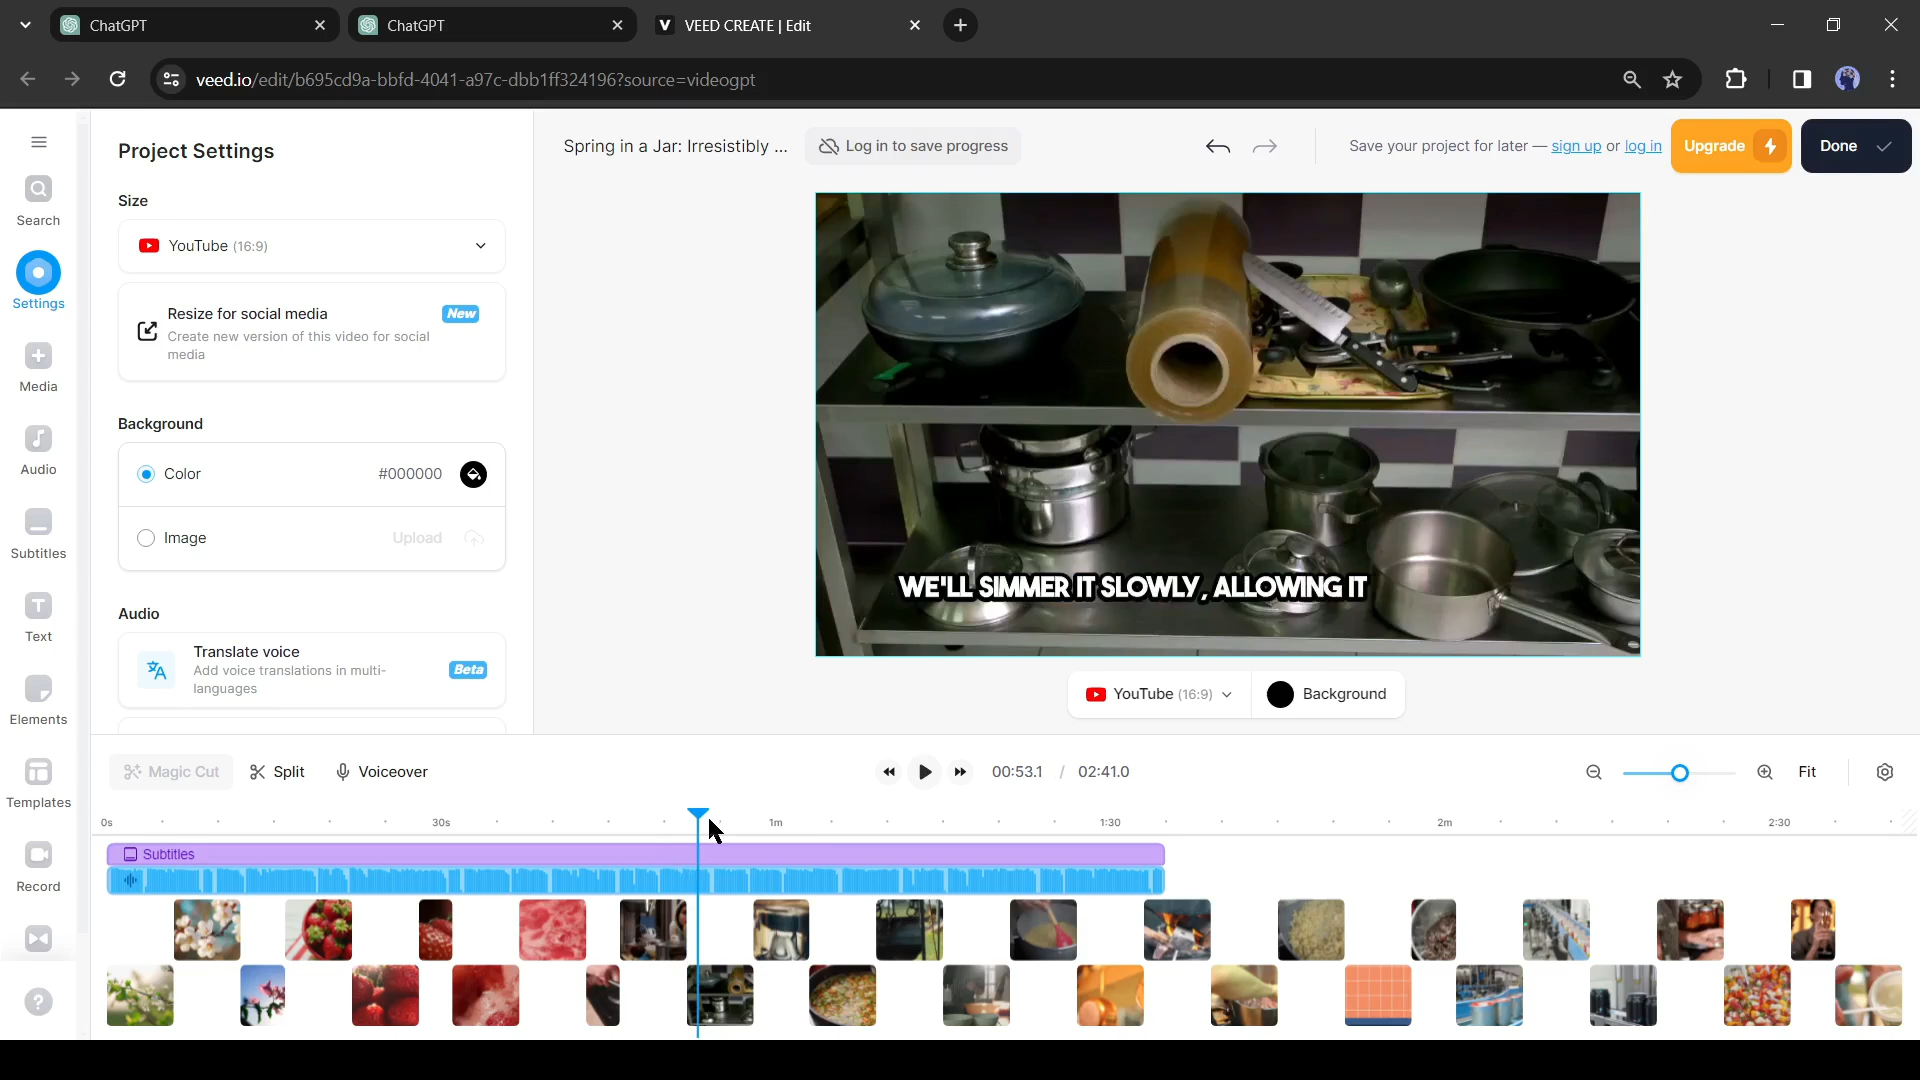 ChatGPT
ChatGPT
V VEED CREATE | Edit
veed.io/edit/b695cd9a-bbfd-4041-a97c-dbb1ff324196?source=videogpt
Project Settings
Spring in a Jar: Irresistibly ...
Log in to save progress
Save your project for later — sign up or log in
Upgrade
Done
Search
Settings
Media
Audio
Subtitles
Text
Elements
Templates
Record
Size
YouTube (16:9)
Resize for social media
New
Create new version of this video for social
media
Background
Color
#000000
Image
Upload
Audio
Translate voice
Add voice translations in multi-
languages
Beta
WE'LL SIMMER IT SLOWLY, ALLOWING IT
YouTube (16:9)
Background
Magic Cut
Split
Voiceover
00:53.1 / 02:41.0
Fit
0s
30s
1m
1:30
2m
2:30
Subtitles